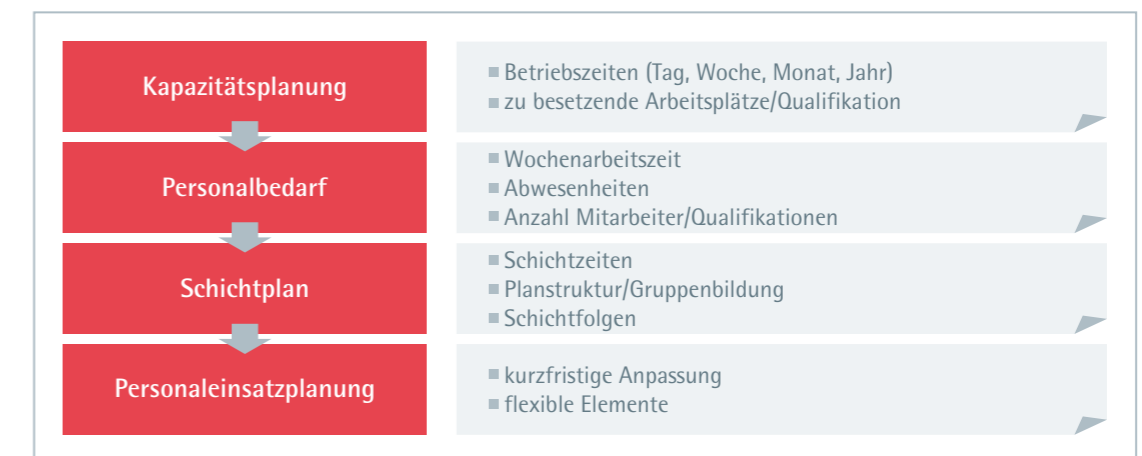 Kapazitätsplanung
▪ Betriebszeiten (Tag, Woche, Monat, Jahr)
▪ zu besetzende Arbeitsplätze/Qualifikation
Personalbedarf
▪ Wochenarbeitszeit
▪ Abwesenheiten
▪ Anzahl Mitarbeiter/Qualifikationen
Schichtplan
▪ Schichtzeiten
▪ Planstruktur/Gruppenbildung
▪ Schichtfolgen
Personaleinsatzplanung
▪ kurzfristige Anpassung
▪ flexible Elemente